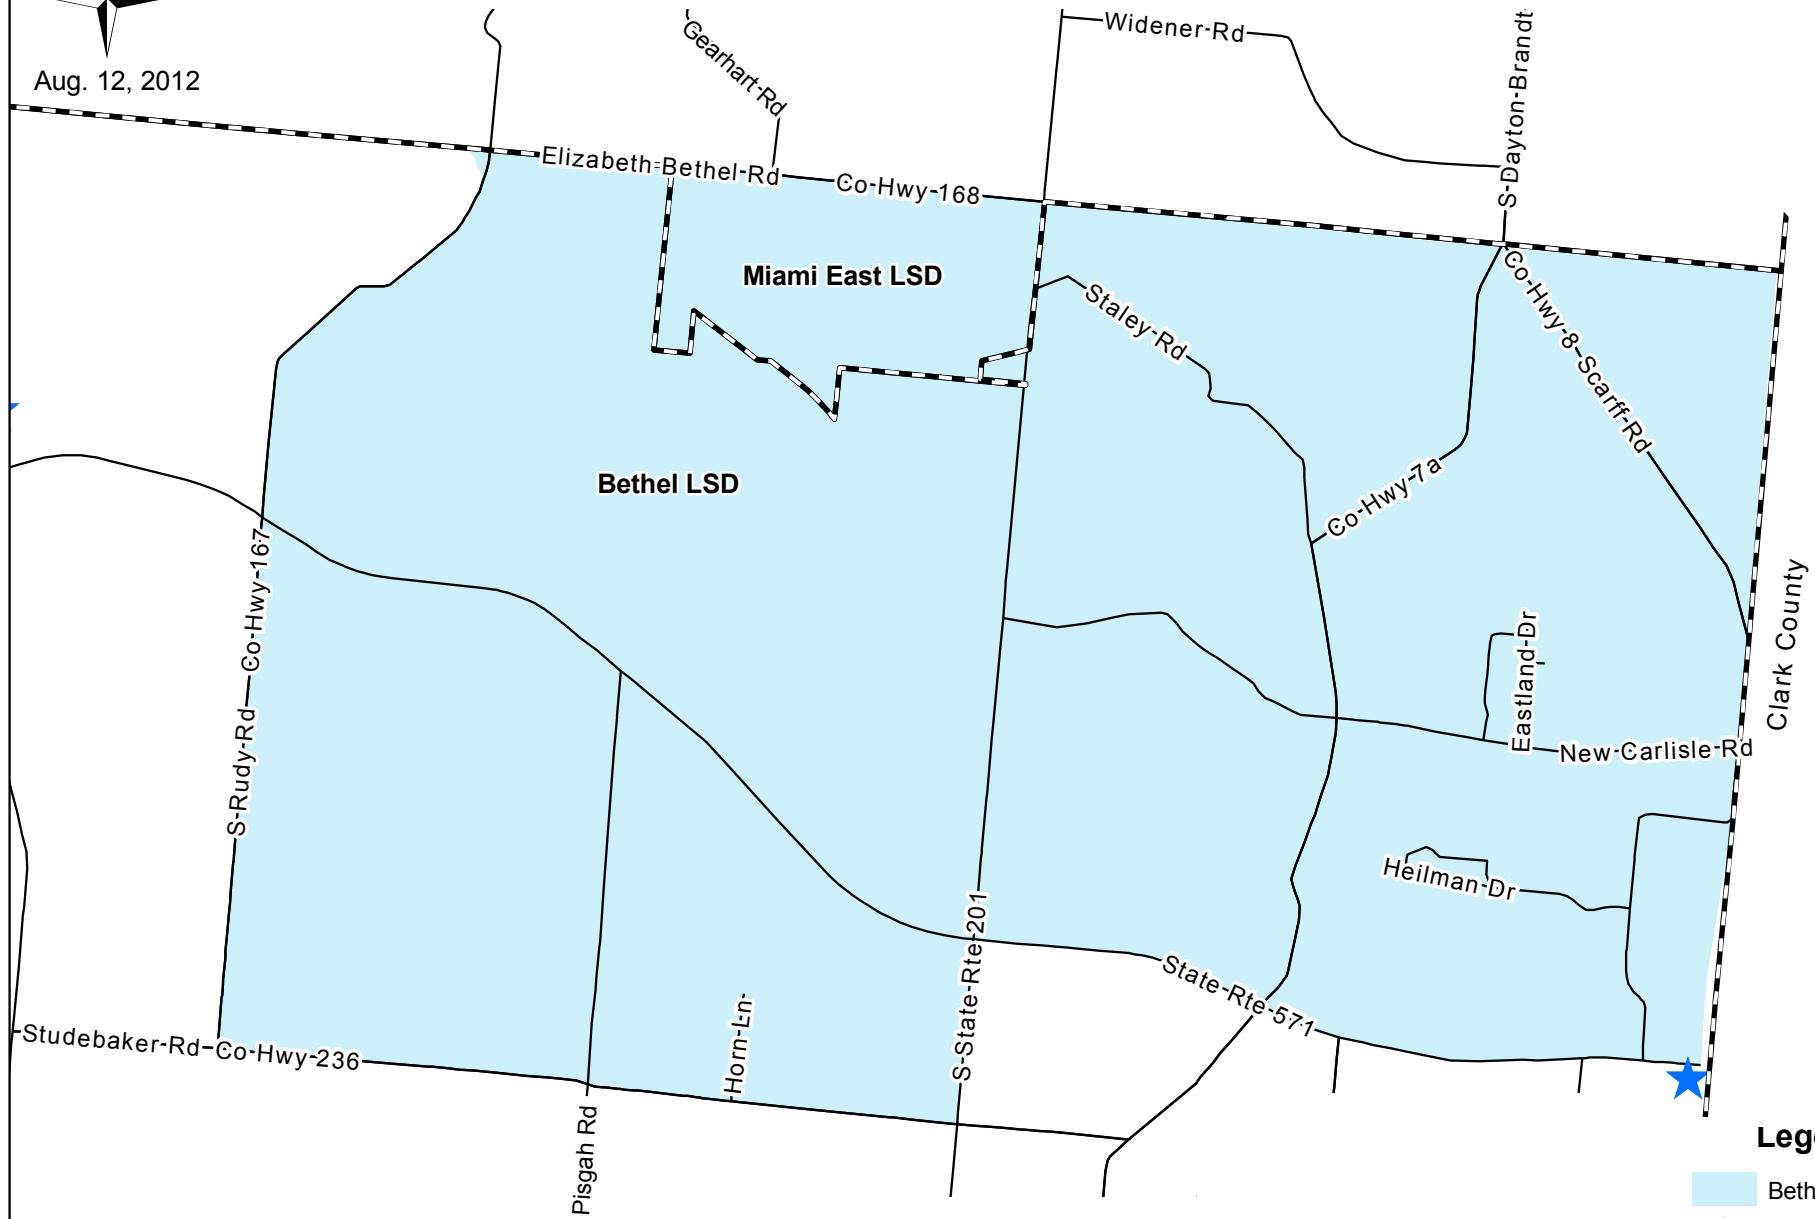 Widener Rd
Gearhart Rd
S Dayton-Brandt
Aug. 12, 2012
Elizabeth-Bethel-Rd
Co-Hwy-168
Miami East LSD
Staley-Rd
Co-Hwy-8
Scarff-Rd
Bethel LSD
Co-Hwy-7a
Co-Hwy-167
Clark County
Eastland-Dr
S-Rudy-Rd
New-Carlisle Rd
Heilman Dr
S-State-Rte-201
State-Rte-571
Horn-Ln
Studebaker-Rd
Co-Hwy-236
Pisgah Rd
Leg
Beth